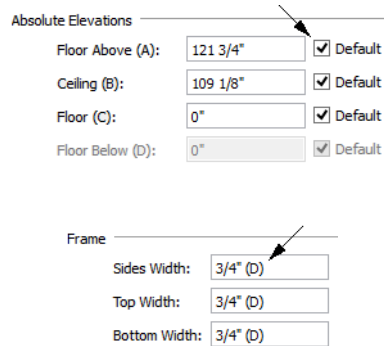 Absolute Elevations
Floor Above (A): 121 3/4" Default
Ceiling (B): 109 1/8" Default
Floor (C): 0" Default
Floor Below (D): 0" Default
Frame
Sides Width: 3/4" (D)
Top Width: 3/4" (D)
Bottom Width: 3/4" (D)